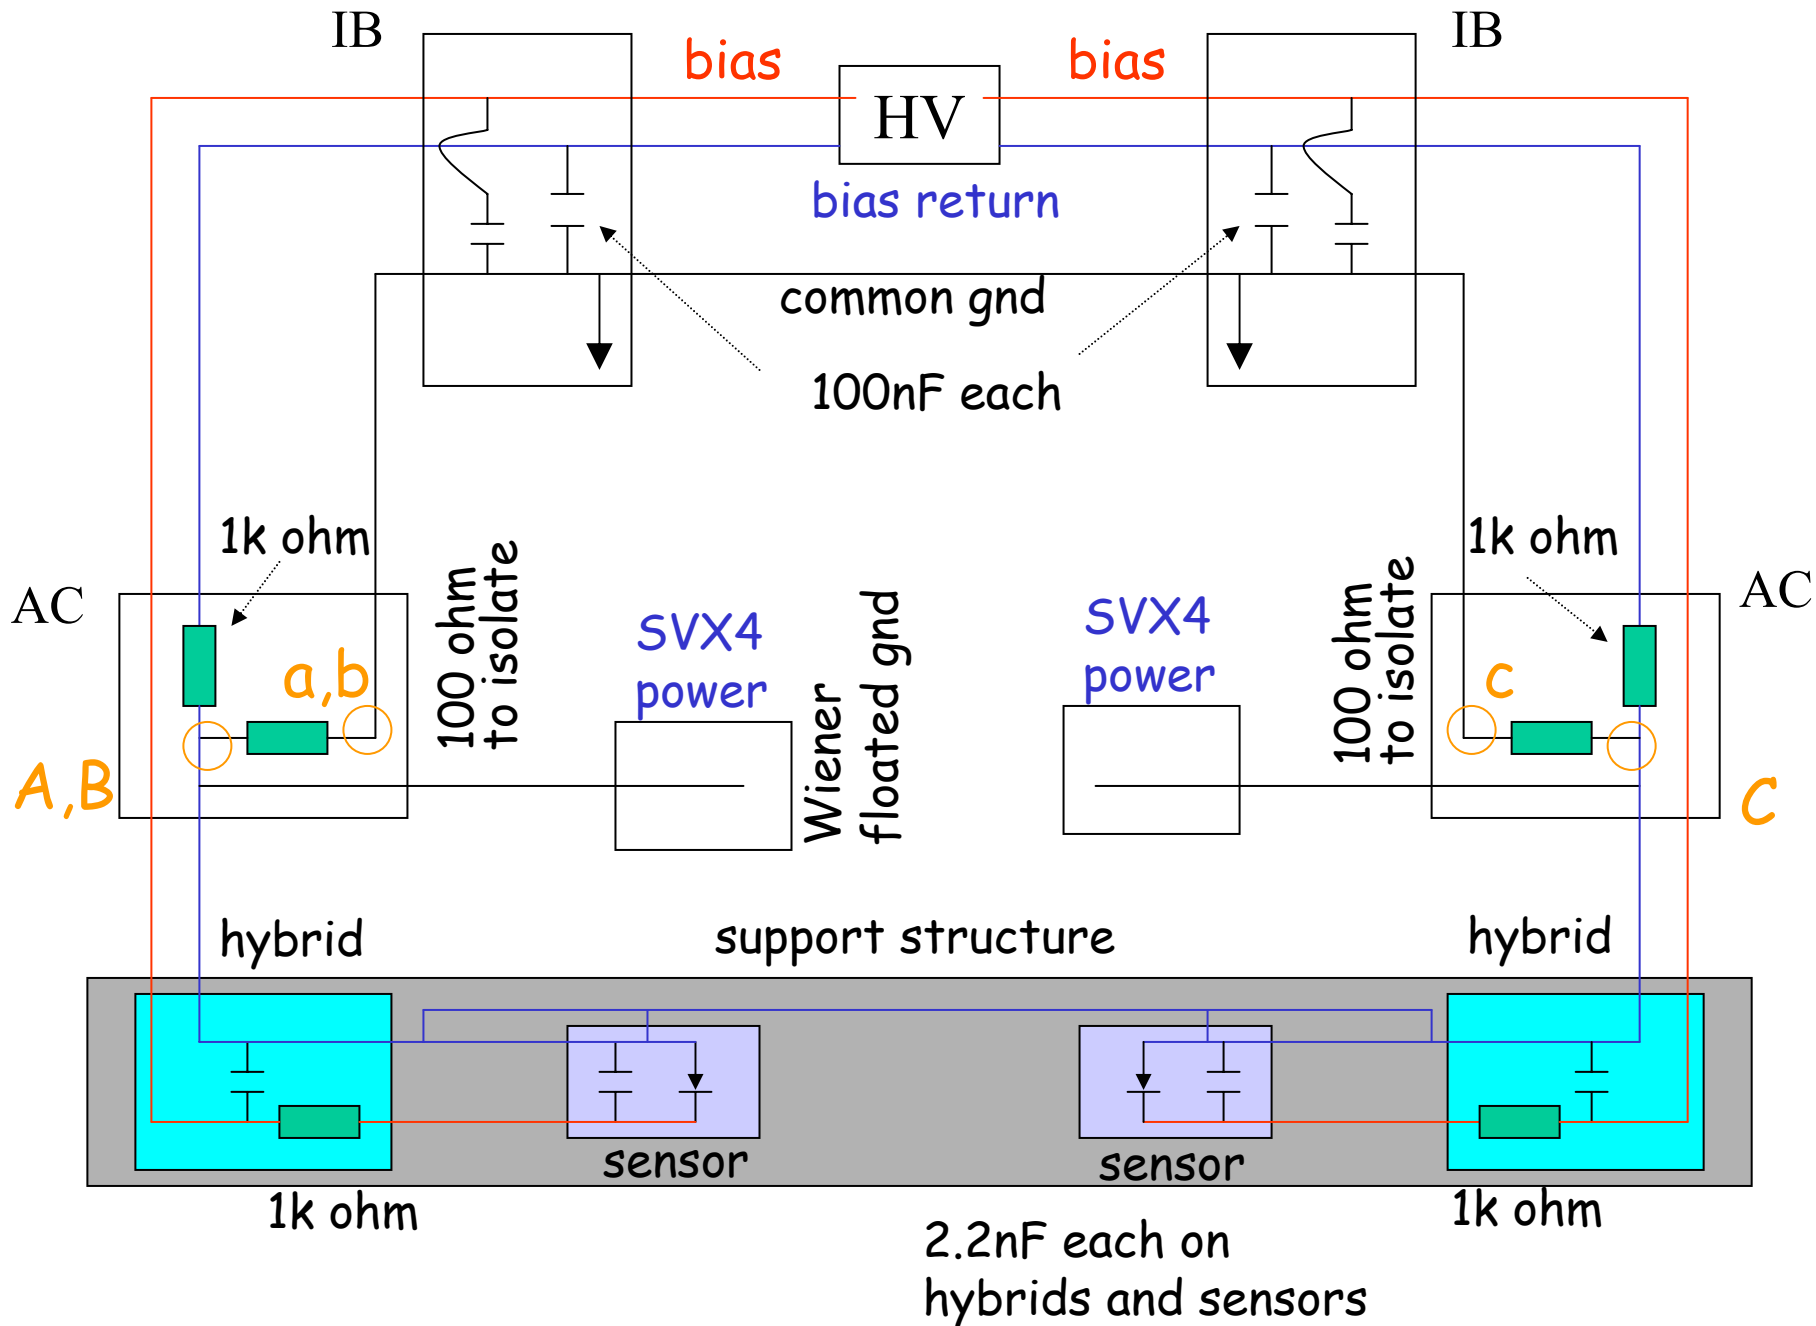 IB
bias
HV
bias
IB
bias return
common gnd
100nF each
1k ohm
1k ohm
AC
AC
100 ohm
to isolate
SVX4
power
Wiener
floated gnd
SVX4
power
100 ohm
to isolate
a,b
c
A,B
C
hybrid
support structure
hybrid
sensor
sensor
1k ohm
1k ohm
2.2nF each on
hybrids and sensors